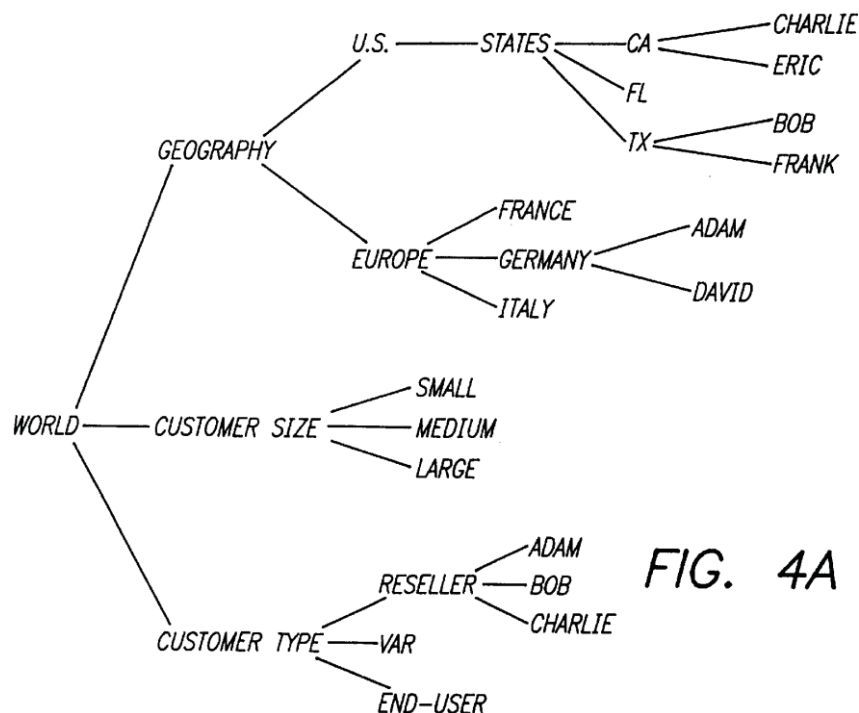 CHARLIE
U.S. STATES CA
ERIC
FL
BOB
TX
GEOGRAPHY
FRANK
FRANCE
ADAM
EUROPE GERMANY
DAVID
ITALY
SMALL
WORLD CUSTOMER SIZE MEDIUM
LARGE
ADAM
FIG. 4A
RESELLER BOB
CHARLIE
CUSTOMER TYPE VAR
END-USER